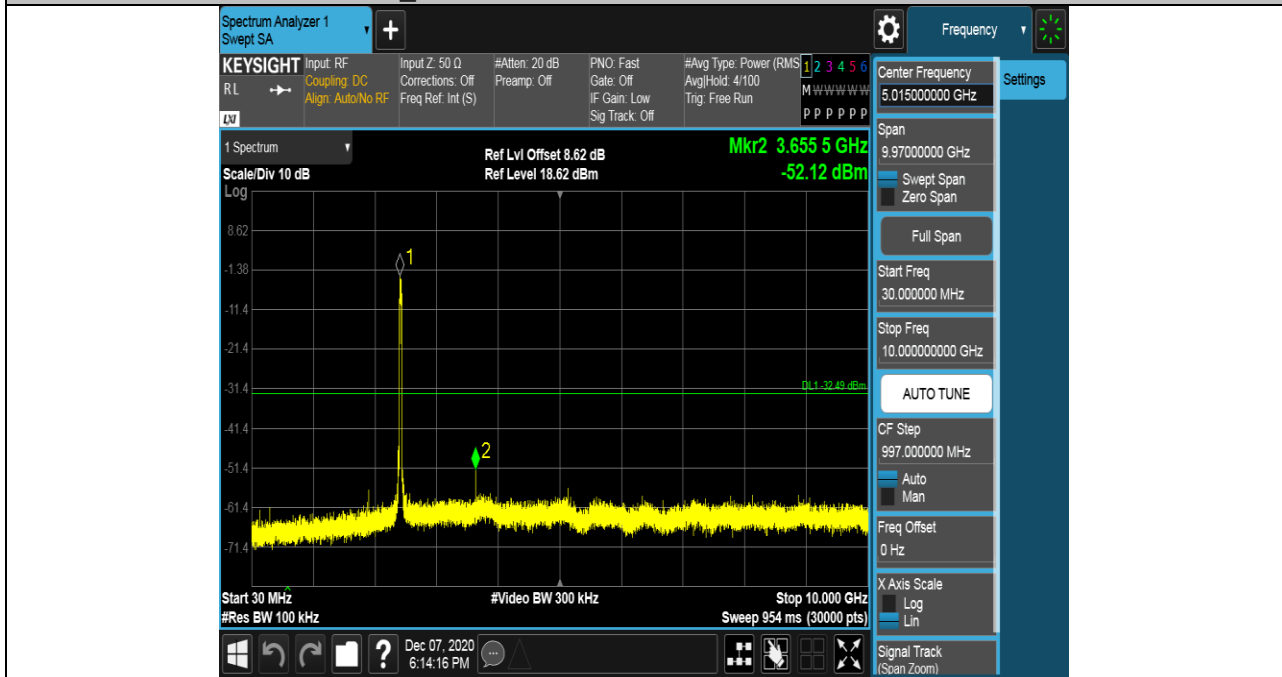 Spectrum Analyzer 1
Swept SA
+
Frequency
KEYSIGHT
RL
LXI
Input: RF
Coupling: DC
Align: Auto/No RF
Input Z: 50 Ω
Corrections: Off
Freq Ref: Int (S)
#Atten: 20 dB
Preamp: Off
PNO: Fast
Gate: Off
IF Gain: Low
Sig Track: Off
#Avg Type: Power (RMS
Avg|Hold: 4/100
Trig: Free Run
1 2 3 4 5 6
M W W W W W
P P P P P P
1 Spectrum
Scale/Div 10 dB
Log
Ref Lvl Offset 8.62 dB
Ref Level 18.62 dBm
Mkr2 3.655 5 GHz
-52.12 dBm
8.62
-1.38
-11.4
-21.4
-31.4
-41.4
-51.4
-61.4
-71.4
1
2
DL1 -32.49 dBm
Start 30 MHz
#Res BW 100 kHz
#Video BW 300 kHz
Stop 10.000 GHz
Sweep 954 ms (30000 pts)
Center Frequency
5.015000000 GHz
Settings
Span
9.97000000 GHz
Swept Span
Zero Span
Full Span
Start Freq
30.000000 MHz
Stop Freq
10.000000000 GHz
AUTO TUNE
CF Step
997.000000 MHz
Auto
Man
Freq Offset
0 Hz
X Axis Scale
Log
Lin
Signal Track
(Span Zoom)
?
Dec 07, 2020
6:14:16 PM